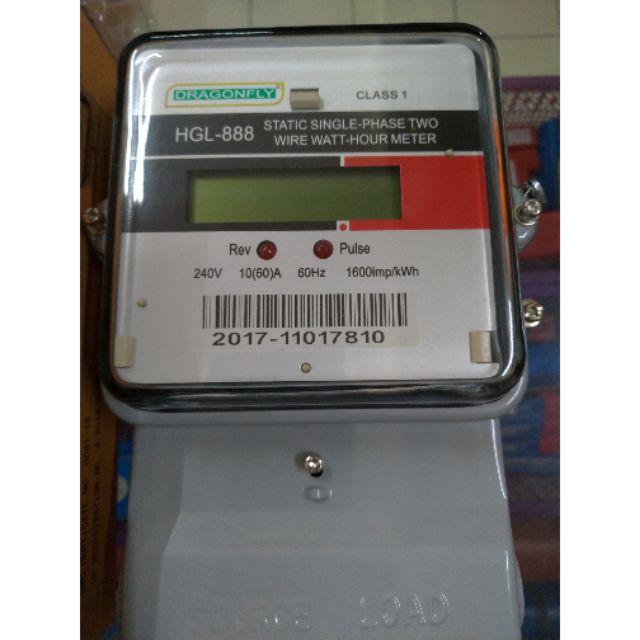 DRAGONFLY
CLASS 1
HGL-888 STATIC SINGLE-PHASE TWO
WIRE WATT-HOUR METER
Rev Pulse
240V 10(60)A 60Hz 1600imp/kWh
2017-11017810
SOURCE LOAD